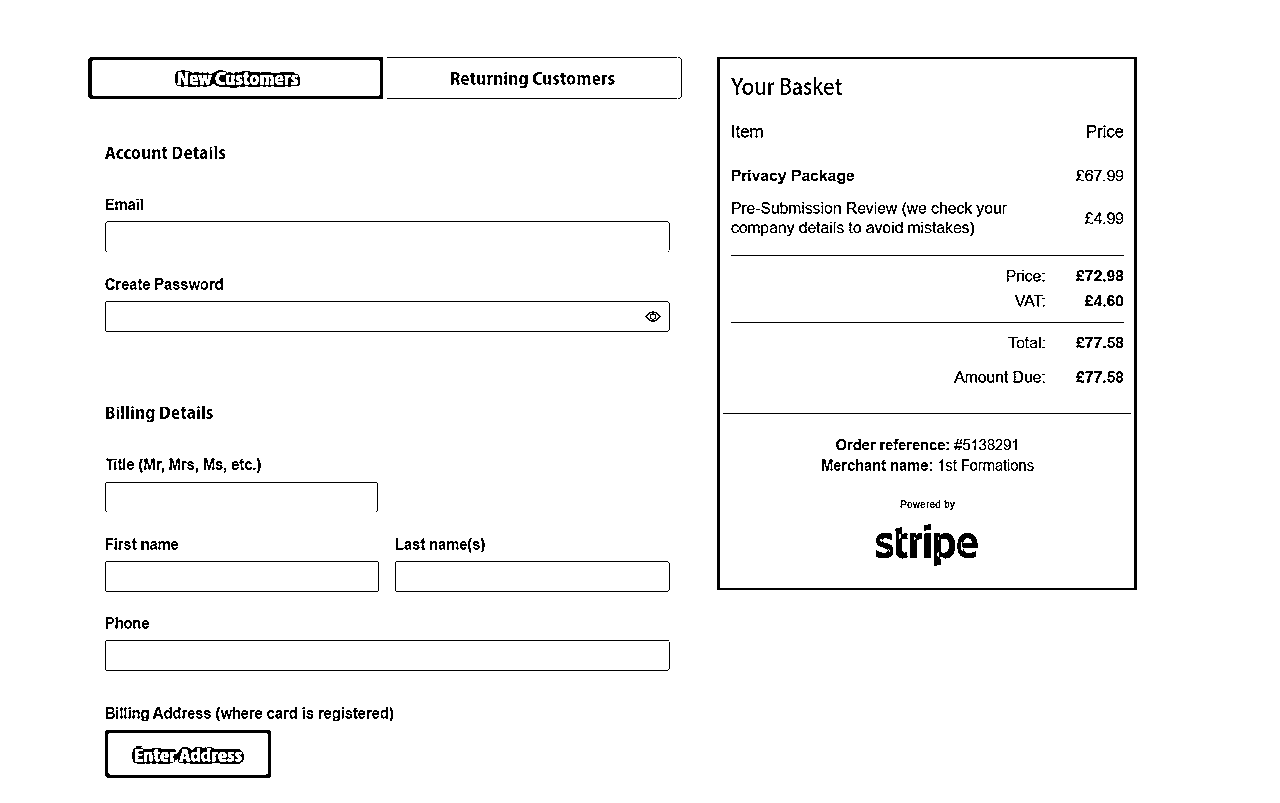 New Customers
Returning Customers
Account Details
Email
Create Password
Billing Details
Title (Mr, Mrs, Ms, etc.)
First name
Last name(s)
Phone
Billing Address (where card is registered)
Enter Address
Your Basket
Item Price
Privacy Package £67.99
Pre-Submission Review (we check your
company details to avoid mistakes) £4.99
Price: £72.98
VAT: £4.60
Total: £77.58
Amount Due: £77.58
Order reference: #5138291
Merchant name: 1st Formations
Powered by
stripe